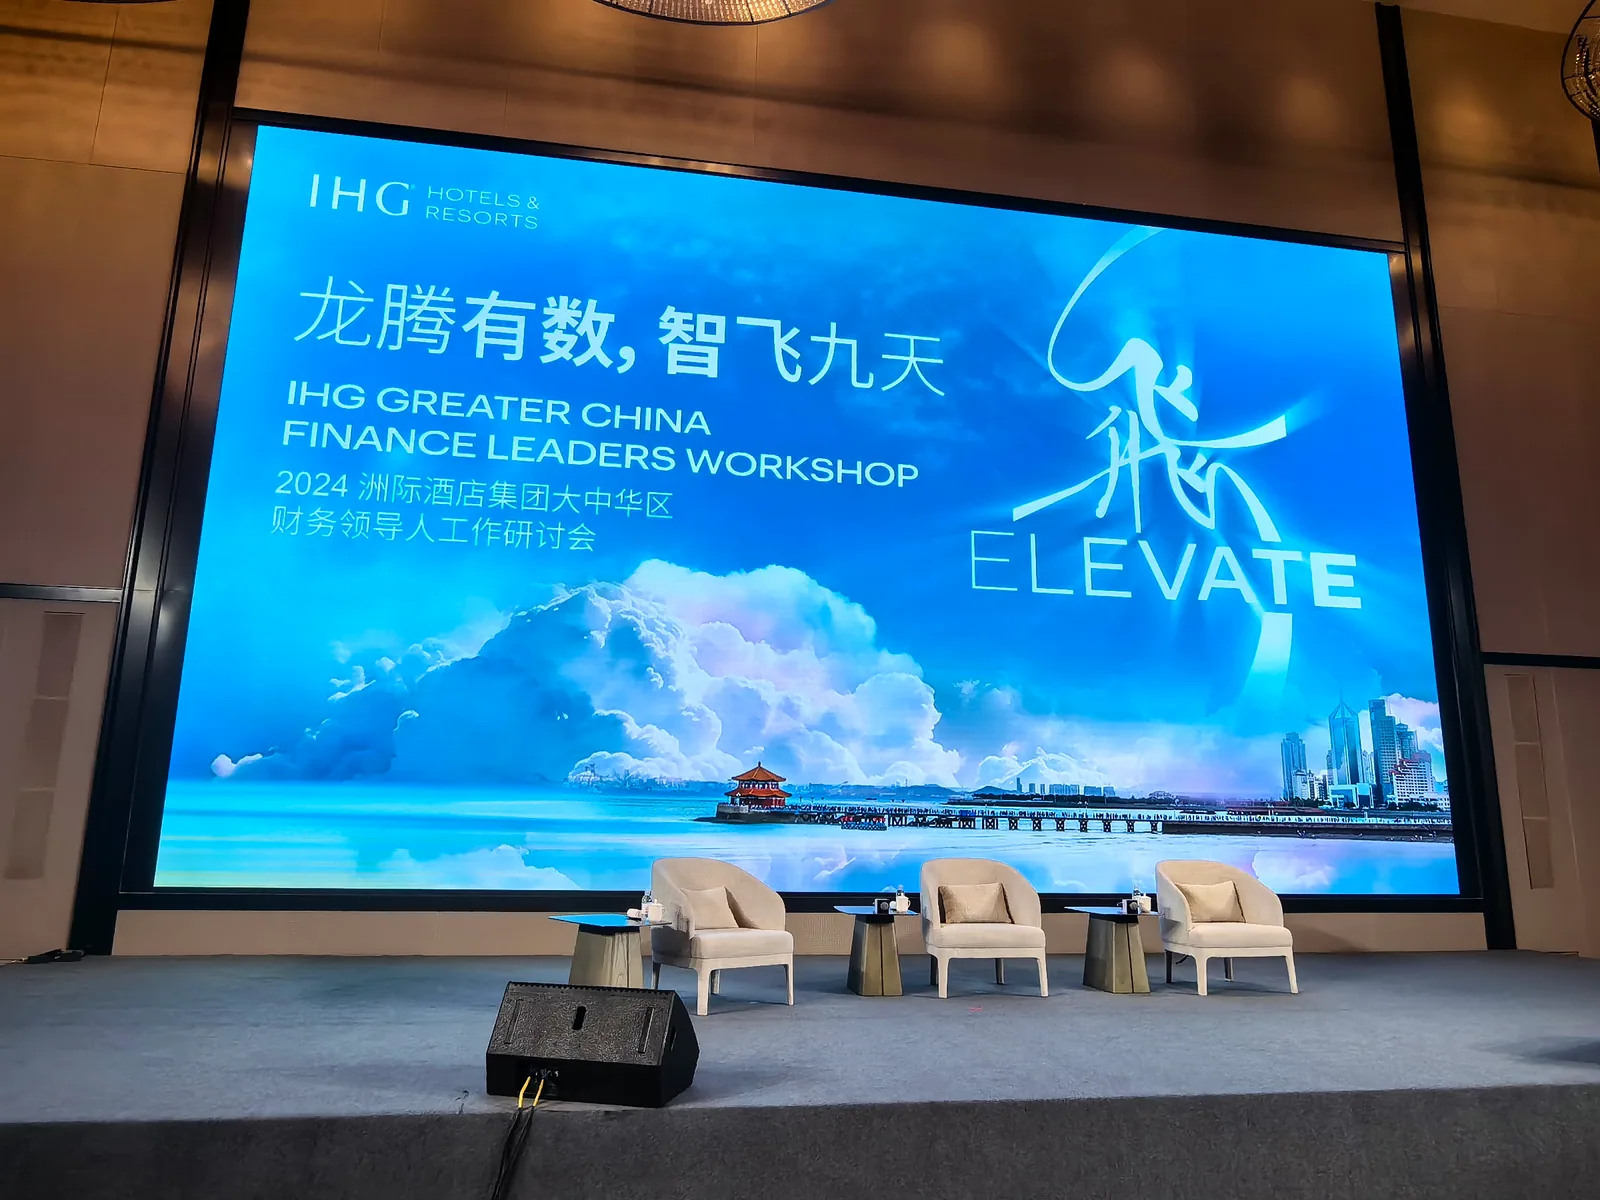 IHG HOTELS &
RESORTS
龙腾有数，智飞九天
IHG GREATER CHINA
FINANCE LEADERS WORKSHOP
2024 洲际酒店集团大中华区
财务领导人工作研讨会
飛
ELEVATE